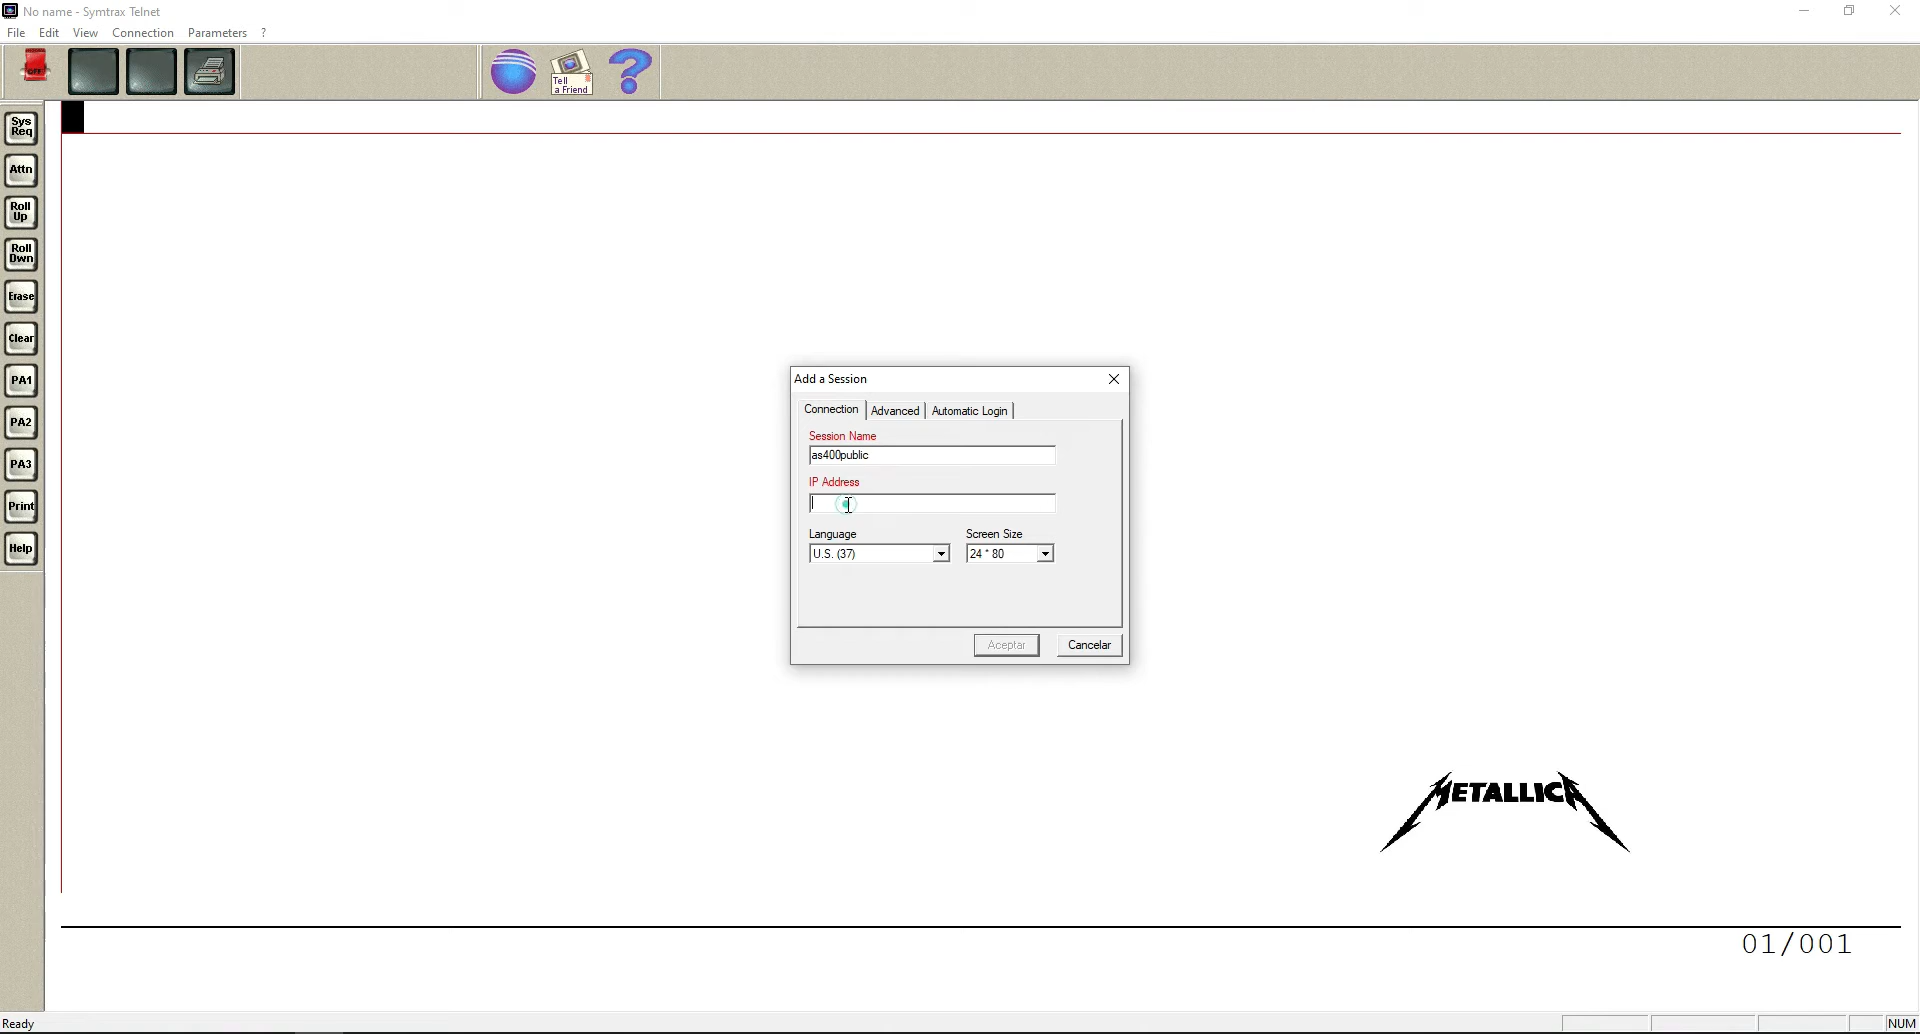 No name - Symtrax Telnet
File Edit View Connection Parameters ?
OFF
Tell
a Friend
Sys
Req
Attn
Roll
Up
Roll
Dwn
Erase
Clear
PA1
PA2
PA3
Print
Help
Add a Session
Connection Advanced Automatic Login
Session Name
as400public
IP Address
Language Screen Size
U.S. (37) 24 * 80
Aceptar Cancelar
METALLICA
01/001
Ready NUM